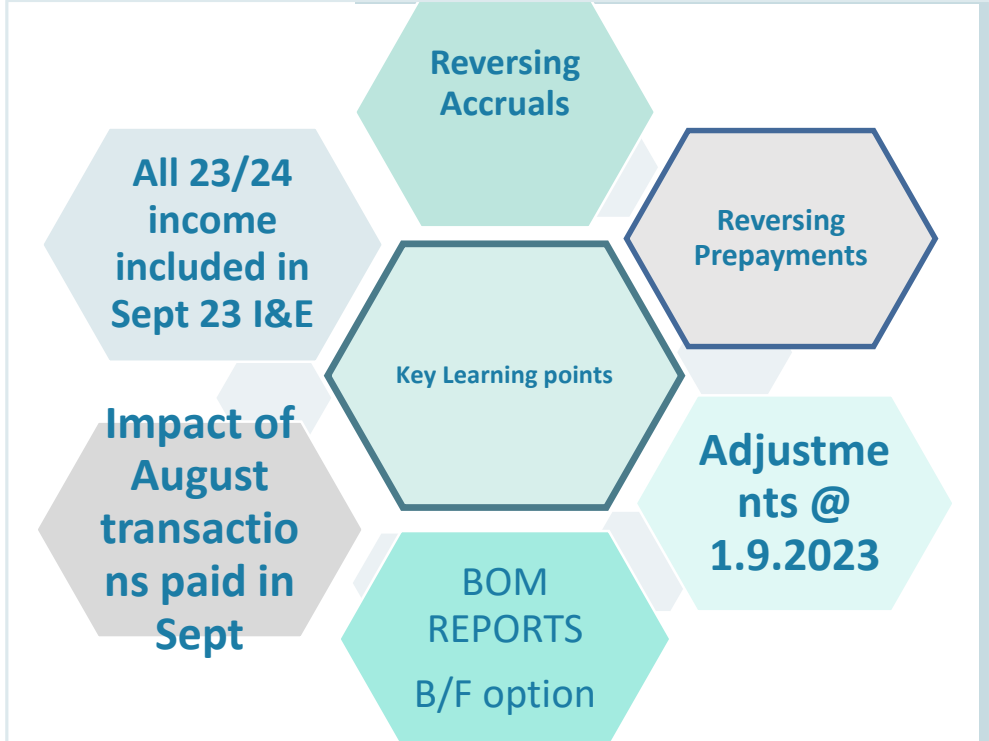 Reversing
Accruals
All 23/24
income
included in
Sept 23 I&E
Reversing
Prepayments
Key Learning points
Impact of
August
transactio
ns paid in
Sept
Adjustme
nts @
1.9.2023
BOM
REPORTS
B/F option